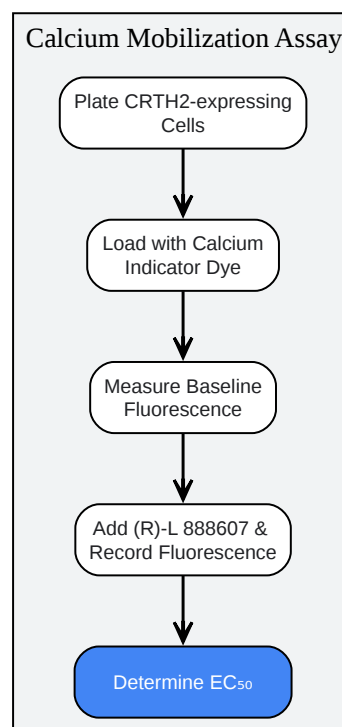 Calcium Mobilization Assay
Plate CRTH2-expressing
Cells
Load with Calcium
Indicator Dye
Measure Baseline
Fluorescence
Add (R)-L 888607 &
Record Fluorescence
Determine EC₅₀